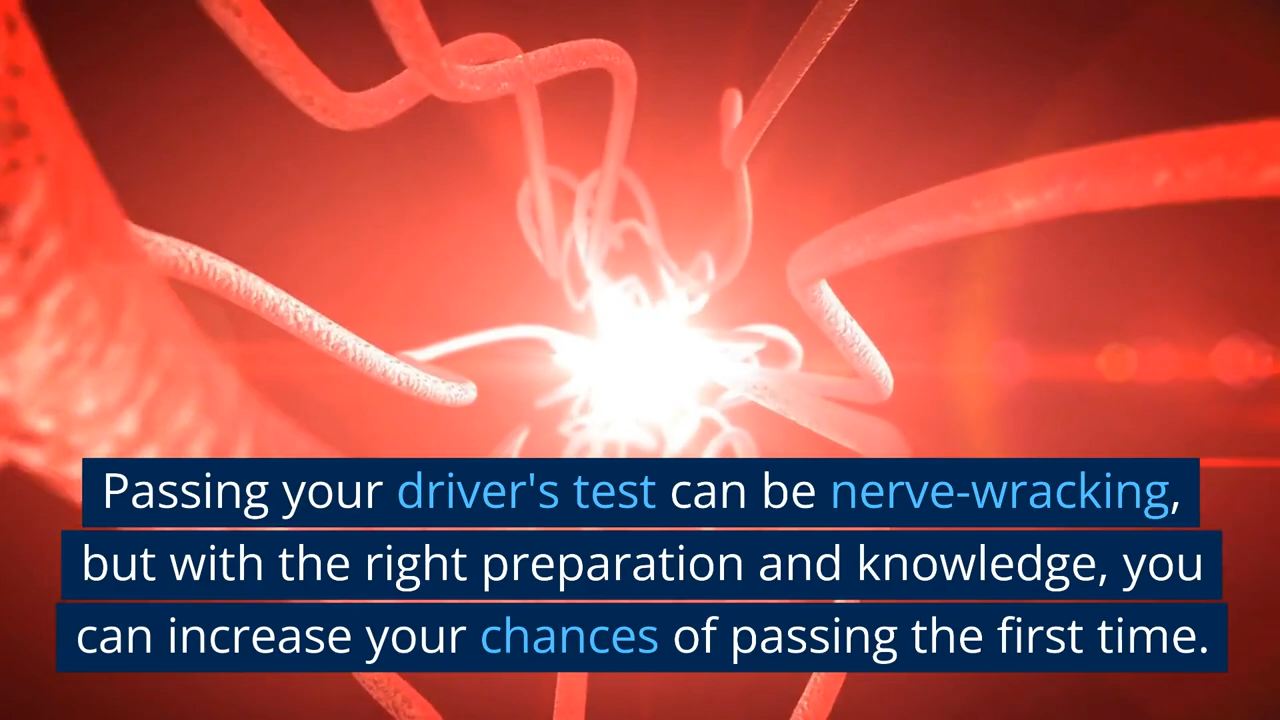 Passing your driver's test can be nerve-wracking,
but with the right preparation and knowledge, you
can increase your chances of passing the first time.